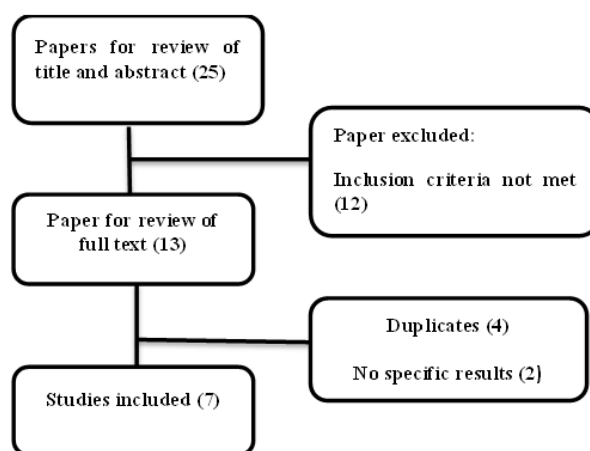 Papers for review of
title and abstract (25)
Paper excluded:
Inclusion criteria not met
(12)
Paper for review of
full text (13)
Duplicates (4)
No specific results (2)
Studies included (7)